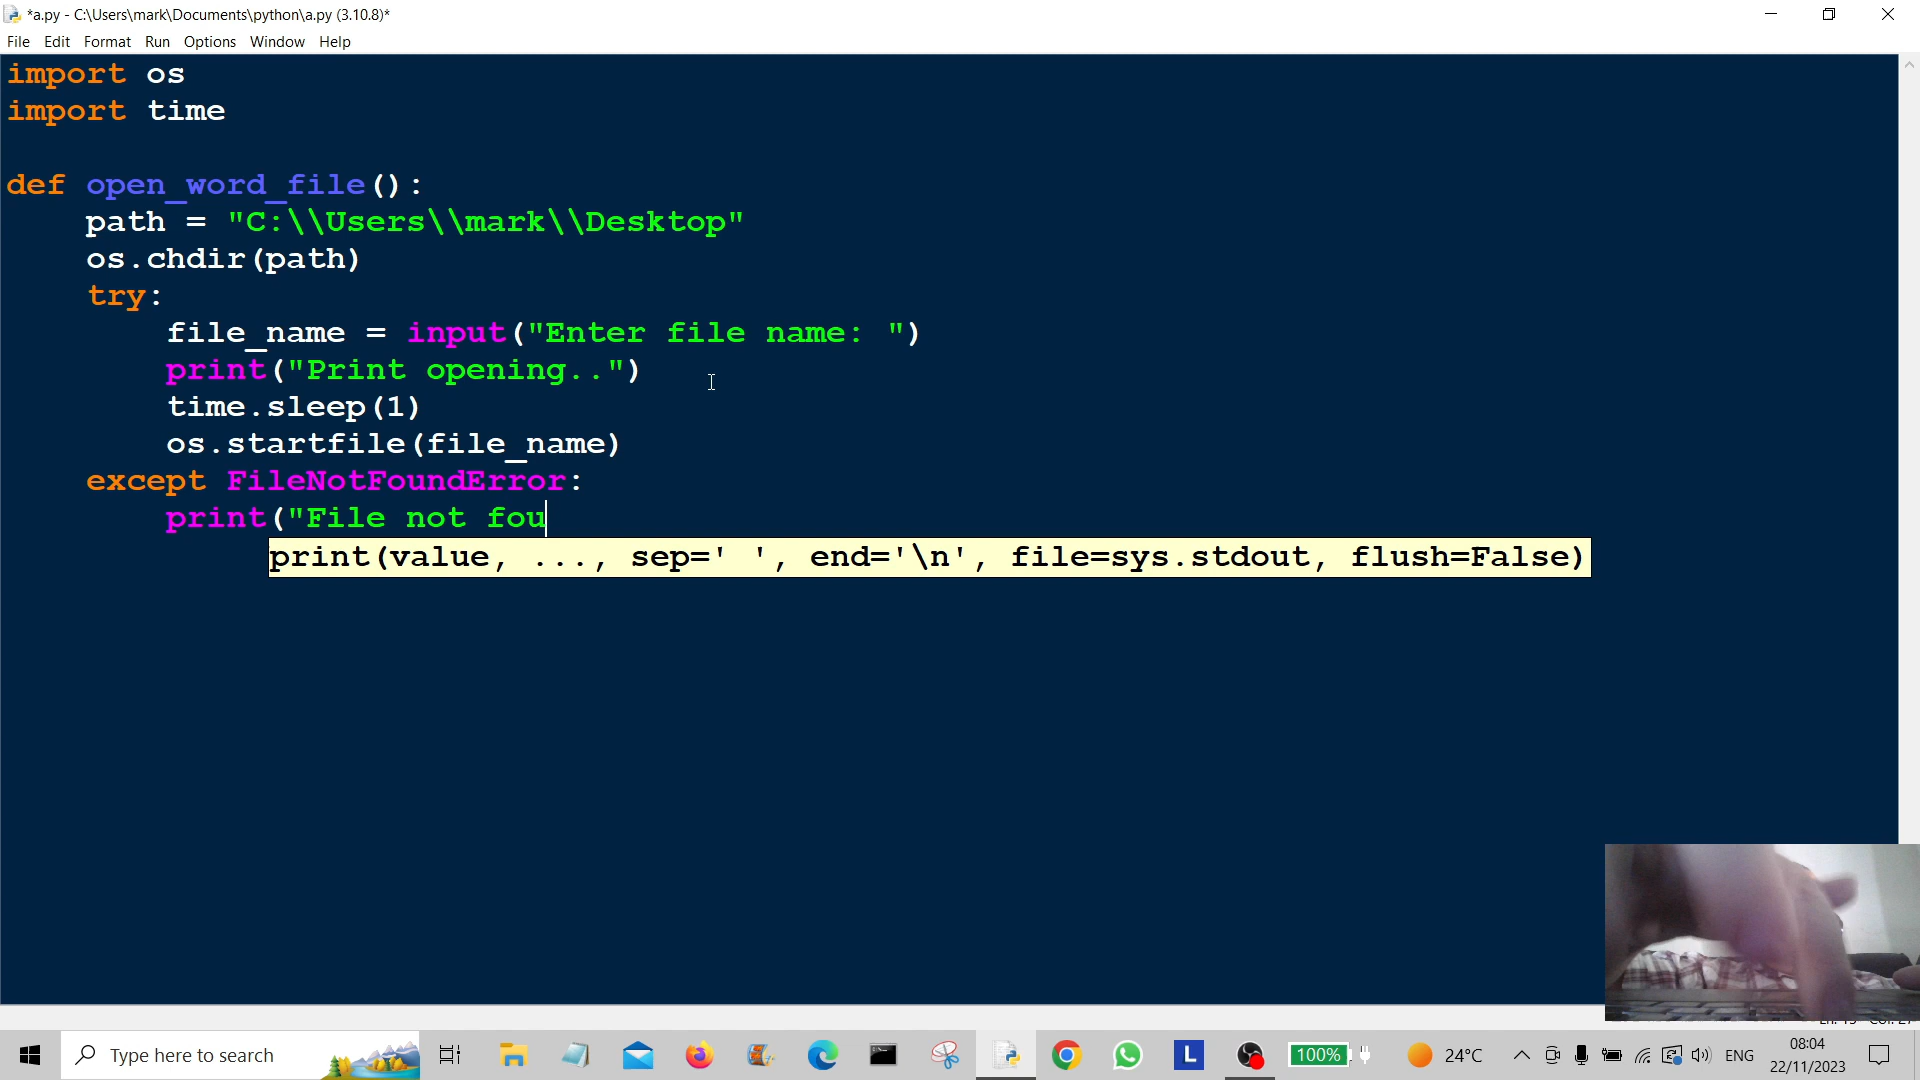 *a.py - C:\Users\mark\Documents\python\a.py (3.10.8)*
File Edit Format Run Options Window Help
import os
import time
def open_word_file():
path = "C:\\Users\\mark\\Desktop"
os.chdir(path)
try:
file_name = input("Enter file name: ")
print("Print opening..")
time.sleep(1)
os.startfile(file_name)
except FileNotFoundError:
print("File not fou
print(value, ..., sep=' ', end='\n', file=sys.stdout, flush=False)
Type here to search
L
100%
24°C
ENG
08:04
22/11/2023